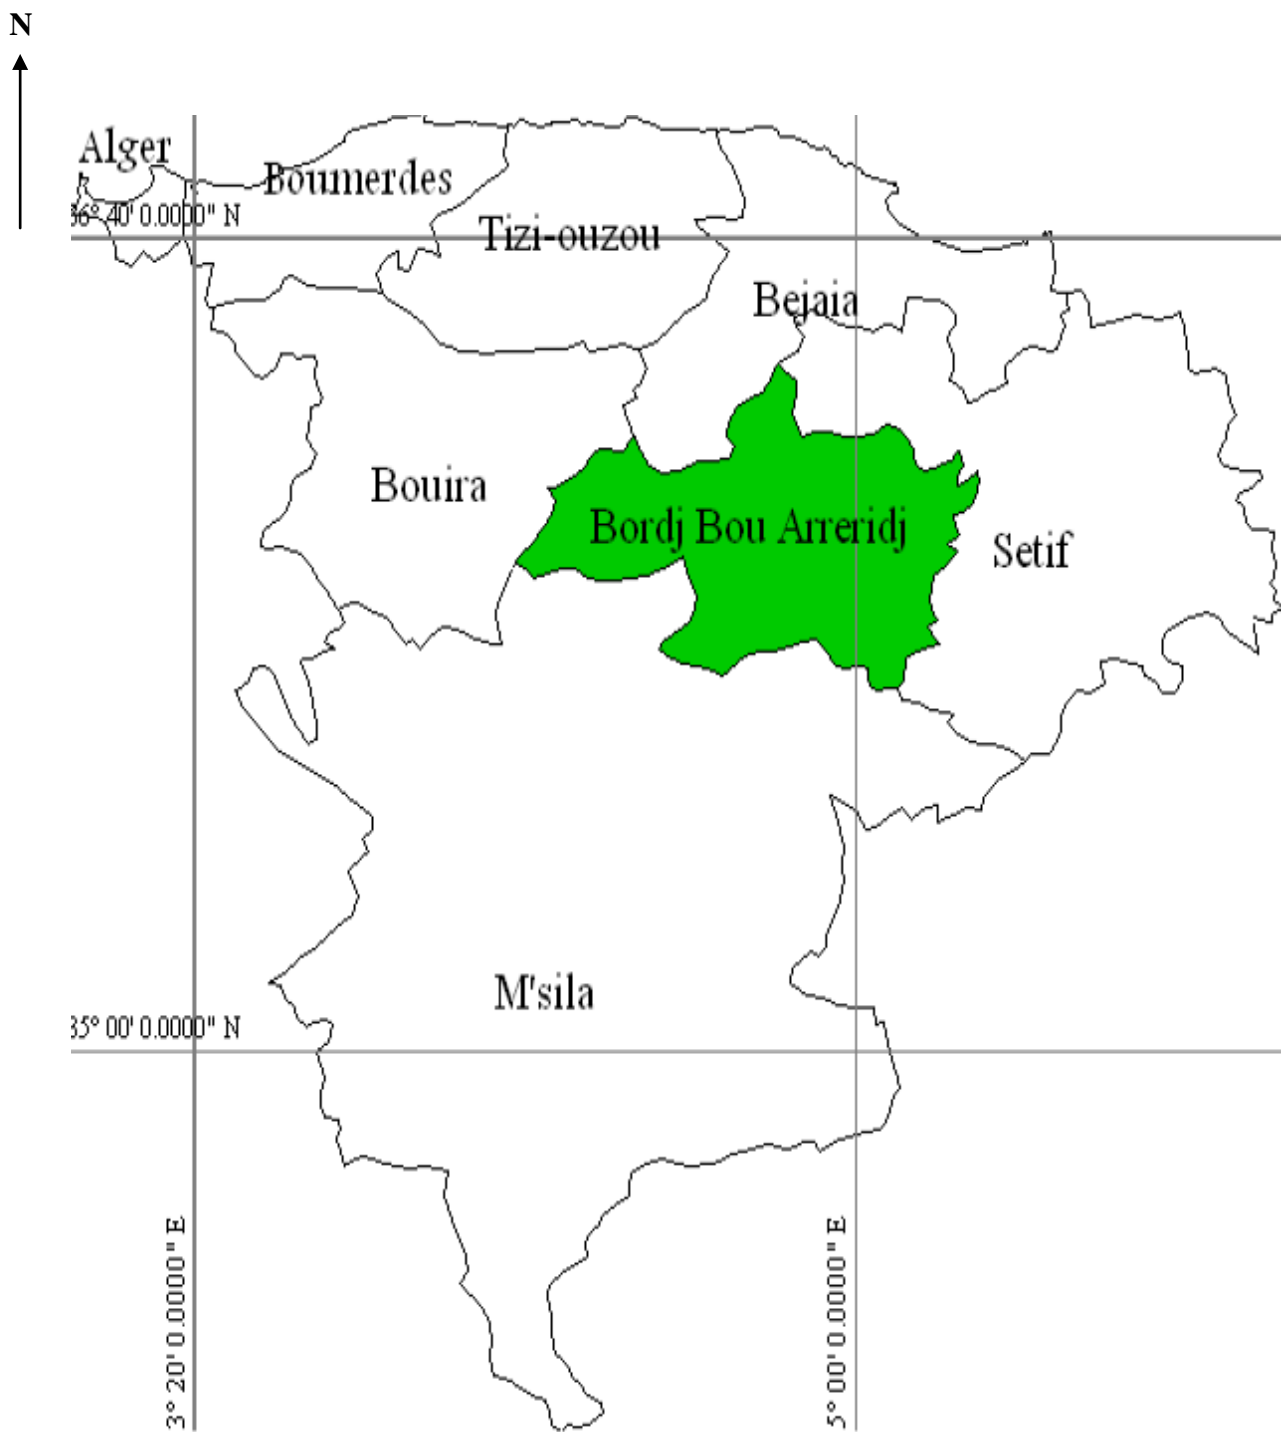 N
Alger
Boumerdes
36° 40' 0.0000" N
Tizi-ouzou
Bejaia
Bouira
Bordj Bou Arreridj
Setif
M'sila
35° 00' 0.0000" N
3° 20' 0.0000" E
5° 00' 0.0000" E